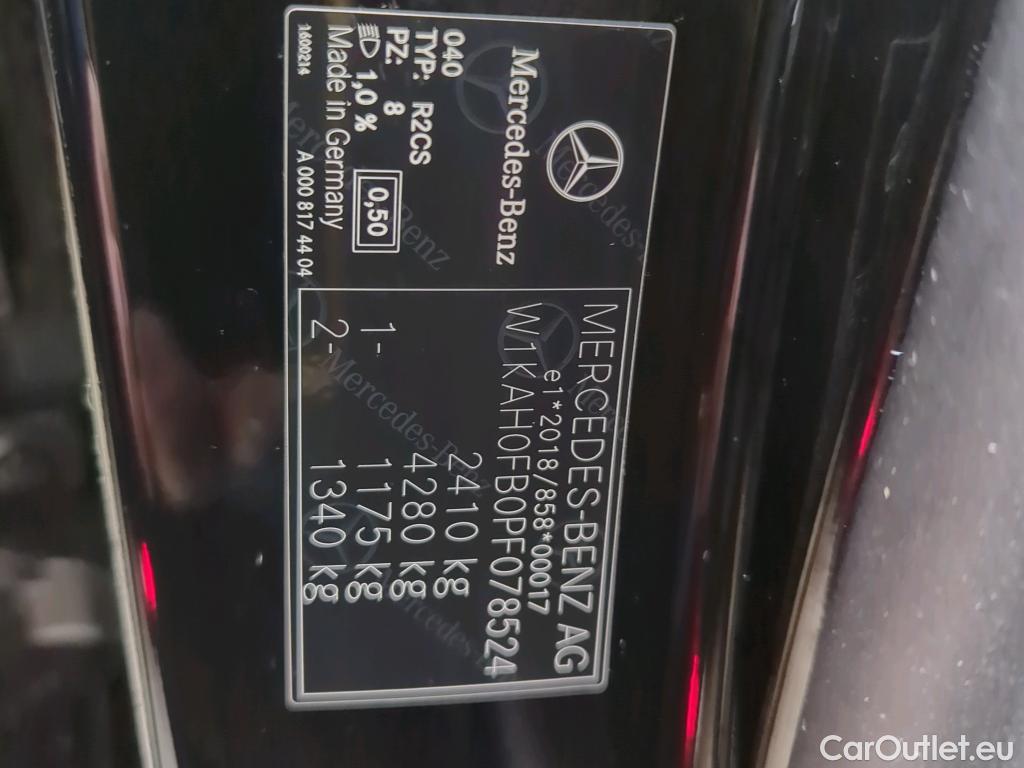 Mercedes-Benz
040
TYP: R2CS
PZ: 8
1,0 % 0,50
Made in Germany
1600214 A 000 817 44 04
MERCEDES-BENZ AG
e1*2018/858*00017
W1KAH0FB0PF078524
2410 kg
4280 kg
1- 1175 kg
2- 1340 kg
CarOutlet.eu